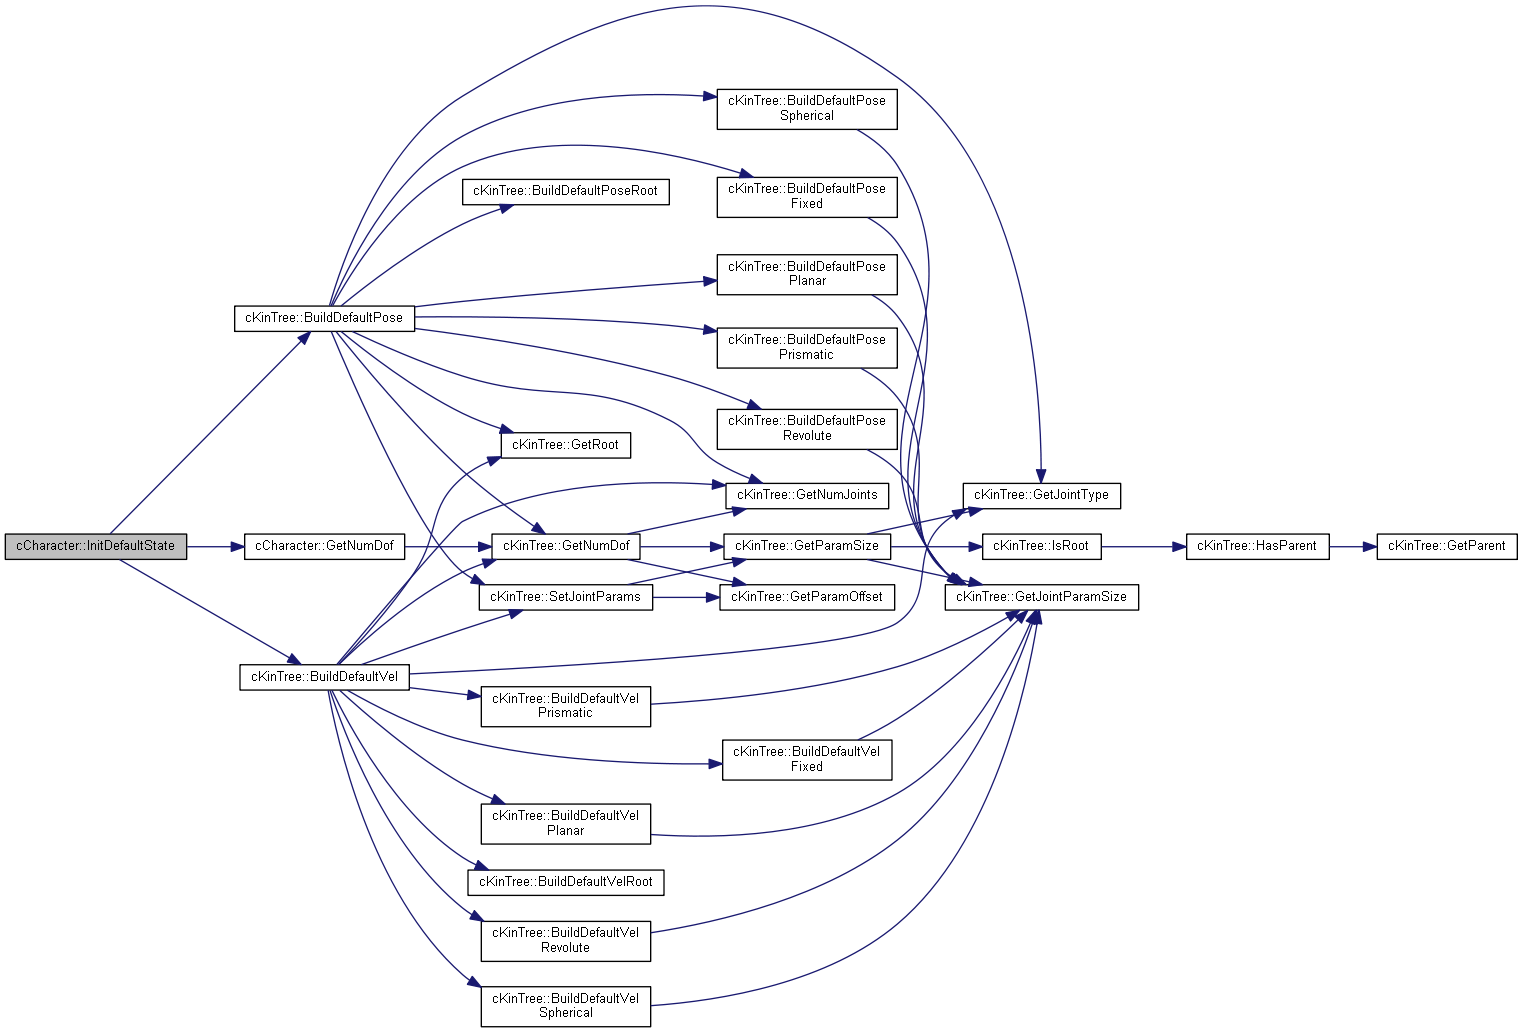 cKinTree::BuildDefaultPose
Spherical
cKinTree::BuildDefaultPoseRoot
cKinTree::BuildDefaultPose
Fixed
cKinTree::BuildDefaultPose
Planar
cKinTree::BuildDefaultPose
cKinTree::BuildDefaultPose
Prismatic
cKinTree::BuildDefaultPose
Revolute
cKinTree::GetRoot
cKinTree::GetNumJoints
cKinTree::GetJointType
cCharacter::InitDefaultState
cCharacter::GetNumDof
cKinTree::GetNumDof
cKinTree::GetParamSize
cKinTree::IsRoot
cKinTree::HasParent
cKinTree::GetParent
cKinTree::SetJointParams
cKinTree::GetParamOffset
cKinTree::GetJointParamSize
cKinTree::BuildDefaultVel
cKinTree::BuildDefaultVel
Prismatic
cKinTree::BuildDefaultVel
Fixed
cKinTree::BuildDefaultVel
Planar
cKinTree::BuildDefaultVelRoot
cKinTree::BuildDefaultVel
Revolute
cKinTree::BuildDefaultVel
Spherical